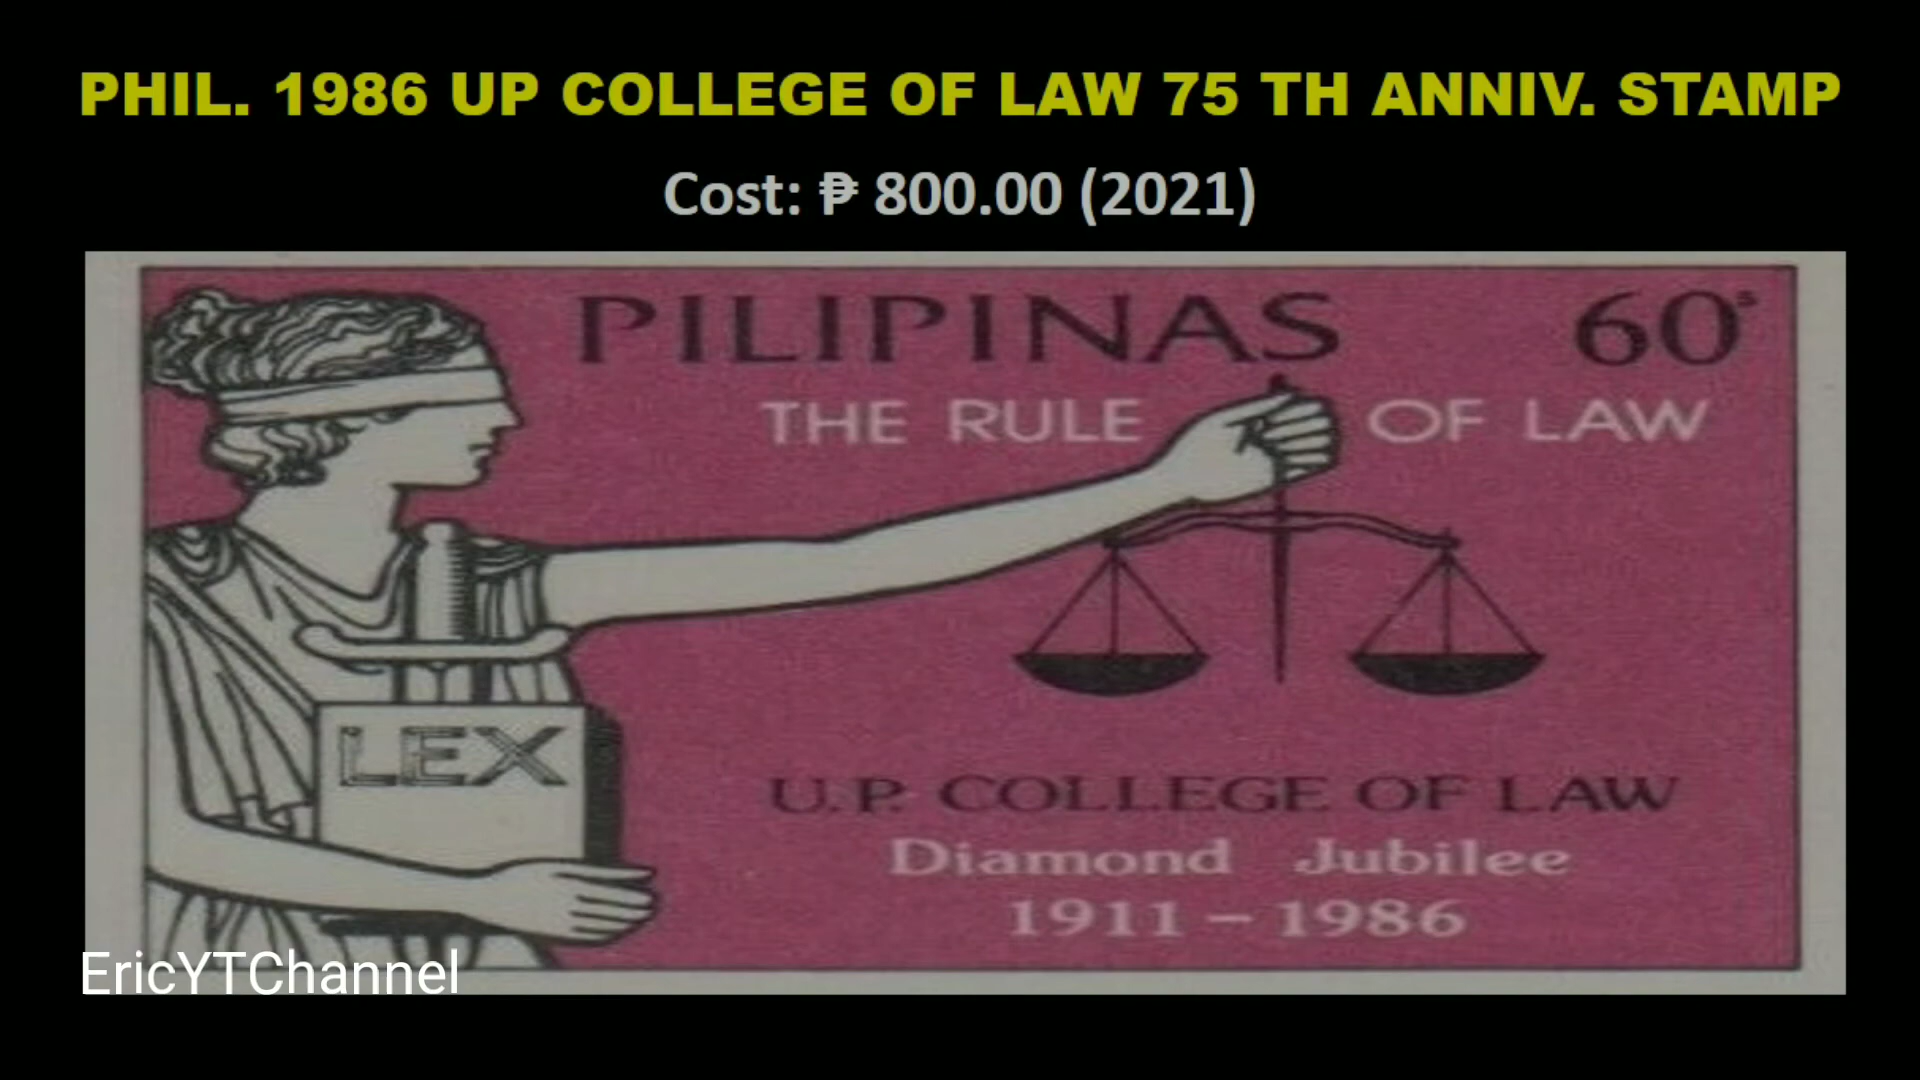 PHIL. 1986 UP COLLEGE OF LAW 75 TH ANNIV. STAMP
Cost: ₱ 800.00 (2021)
PILIPINAS 60s
THE RULE OF LAW
LEX
U.P. COLLEGE OF LAW
Diamond Jubilee
1911 – 1986
EricYTChannel